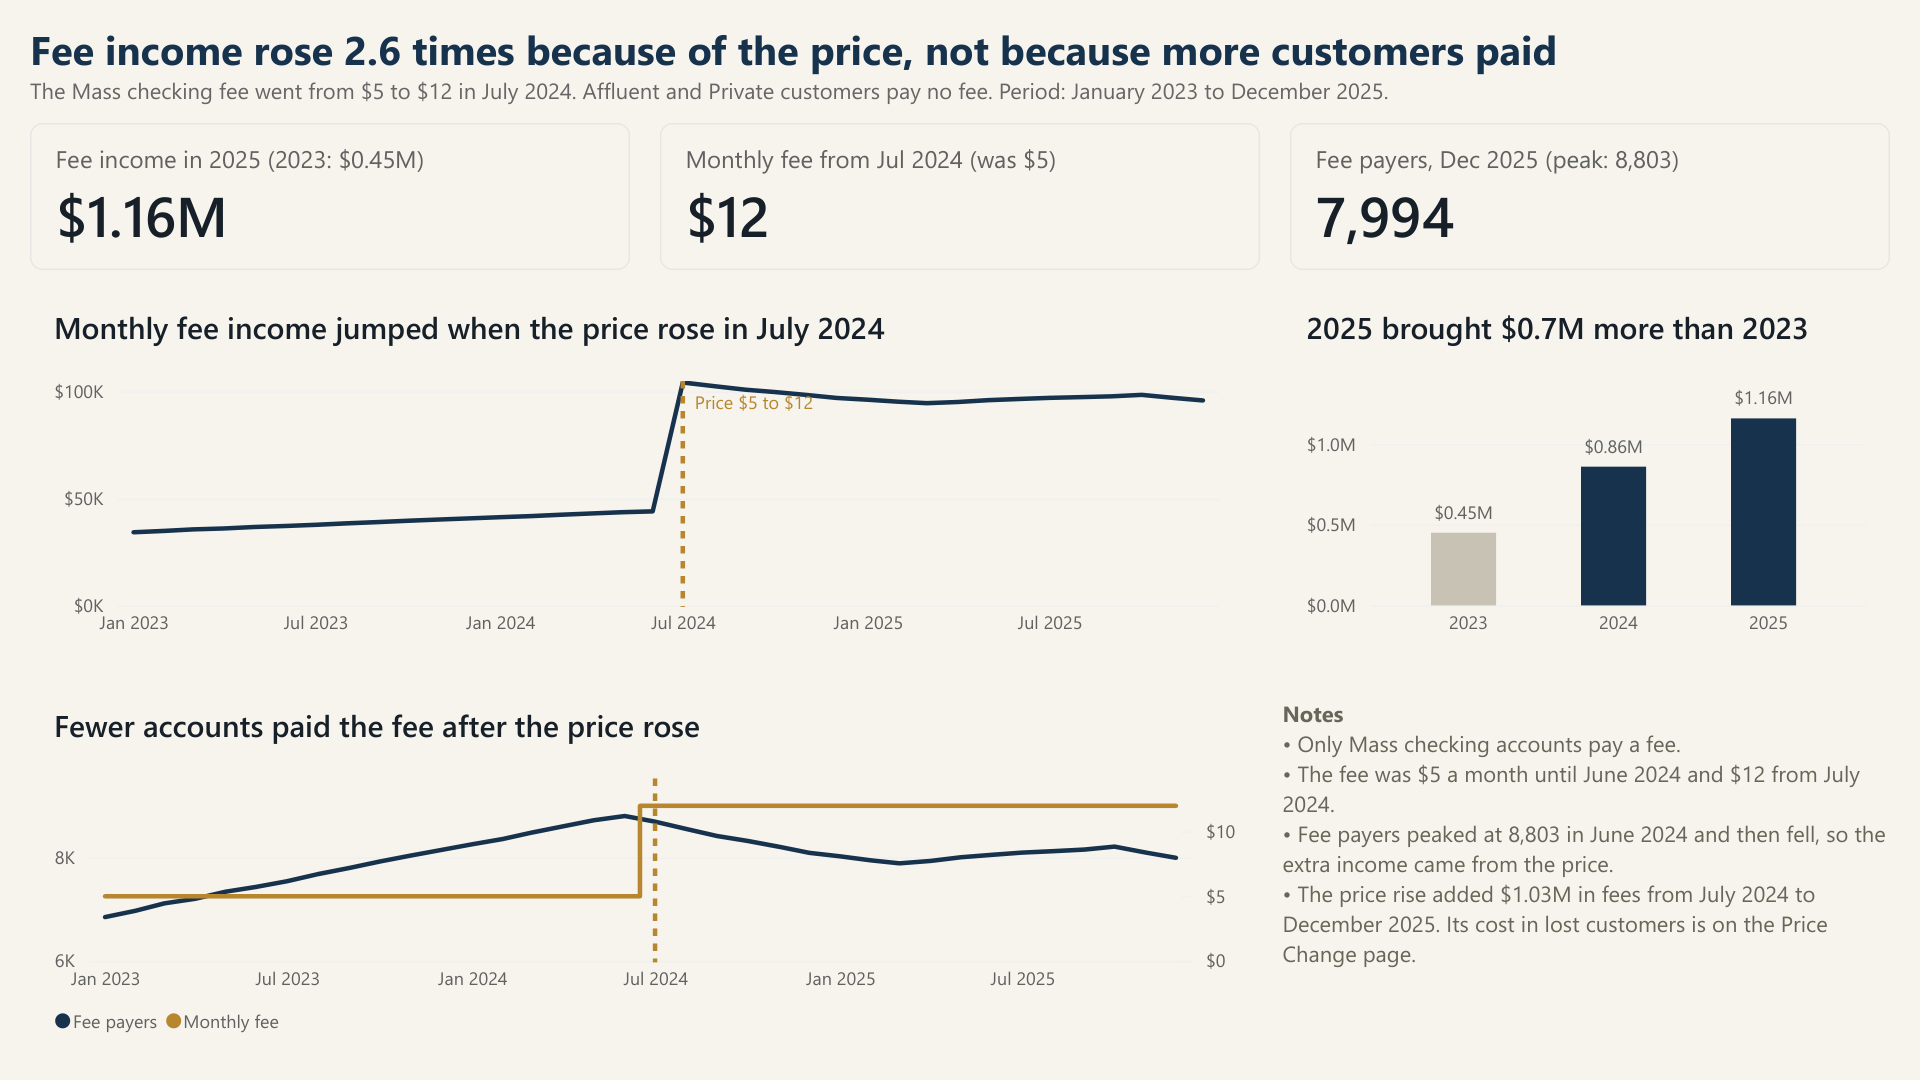 Fee income rose 2.6 times because of the price, not because more customers paid
The Mass checking fee went from $5 to $12 in July 2024. Affluent and Private customers pay no fee. Period: January 2023 to December 2025.
Fee income in 2025 (2023: $0.45M)
$1.16M
Monthly fee from Jul 2024 (was $5)
$12
Fee payers, Dec 2025 (peak: 8,803)
7,994
Monthly fee income jumped when the price rose in July 2024
$100K
$50K
$0K
Price $5 to $12
Jan 2023
Jul 2023
Jan 2024
Jul 2024
Jan 2025
Jul 2025
2025 brought $0.7M more than 2023
$1.0M
$0.5M
$0.0M
$0.45M
$0.86M
$1.16M
2023
2024
2025
Fewer accounts paid the fee after the price rose
8K
6K
$10
$5
$0
Jan 2023
Jul 2023
Jan 2024
Jul 2024
Jan 2025
Jul 2025
Fee payers
Monthly fee
Notes
• Only Mass checking accounts pay a fee.
• The fee was $5 a month until June 2024 and $12 from July
2024.
• Fee payers peaked at 8,803 in June 2024 and then fell, so the
extra income came from the price.
• The price rise added $1.03M in fees from July 2024 to
December 2025. Its cost in lost customers is on the Price
Change page.